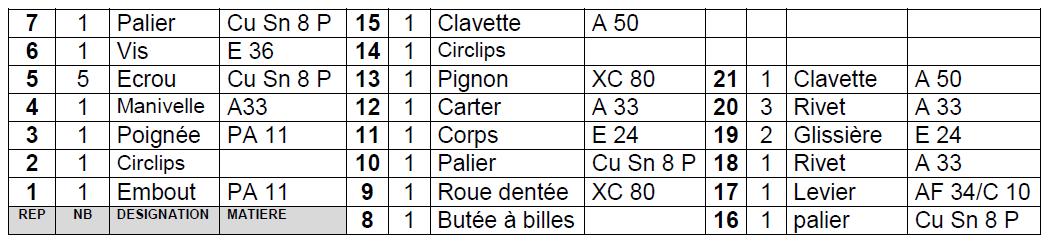 7 1 Palier Cu Sn 8 P 15 1 Clavette A 50
6 1 Vis E 36 14 1 Circlips
5 5 Ecrou Cu Sn 8 P 13 1 Pignon XC 80 21 1 Clavette A 50
4 1 Manivelle A33 12 1 Carter A 33 20 3 Rivet A 33
3 1 Poignée PA 11 11 1 Corps E 24 19 2 Glissière E 24
2 1 Circlips 10 1 Palier Cu Sn 8 P 18 1 Rivet A 33
1 1 Embout PA 11 9 1 Roue dentée XC 80 17 1 Levier AF 34/C 10
REP NB DESIGNATION MATIERE 8 1 Butée à billes 16 1 palier Cu Sn 8 P